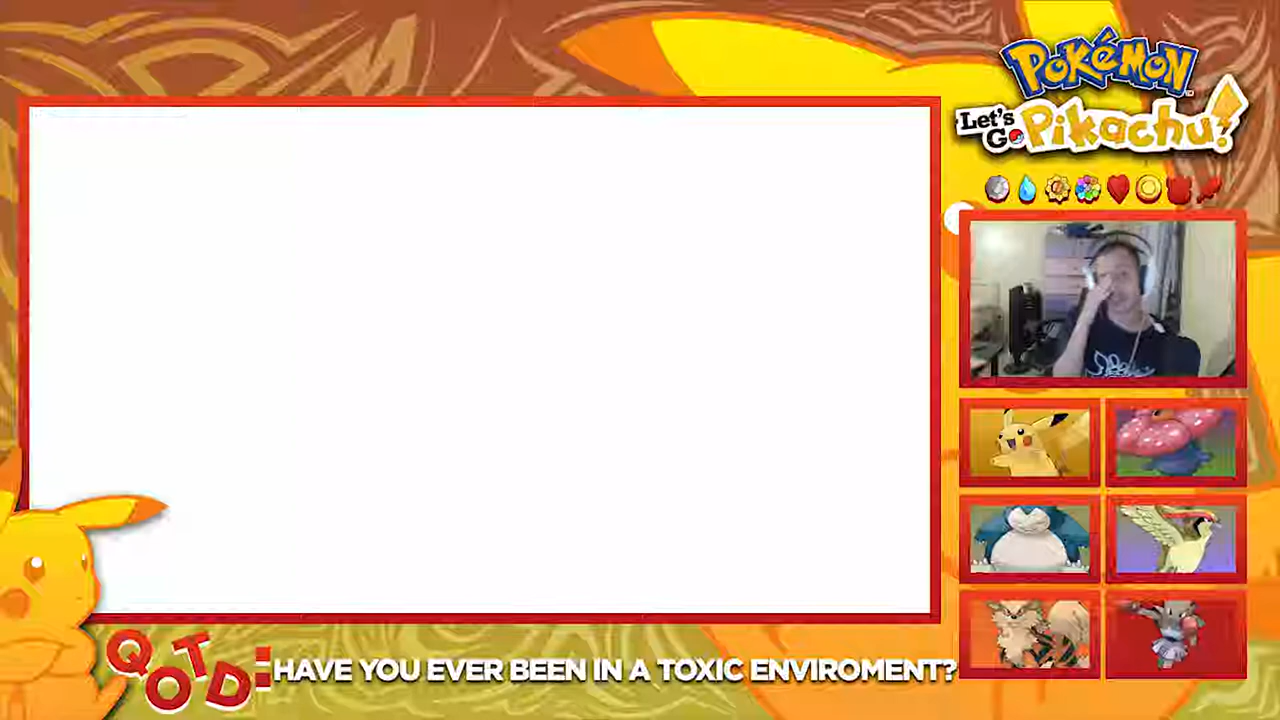 POKÉMON
Let's Go Pikachu!
QOTD: HAVE YOU EVER BEEN IN A TOXIC ENVIROMENT?